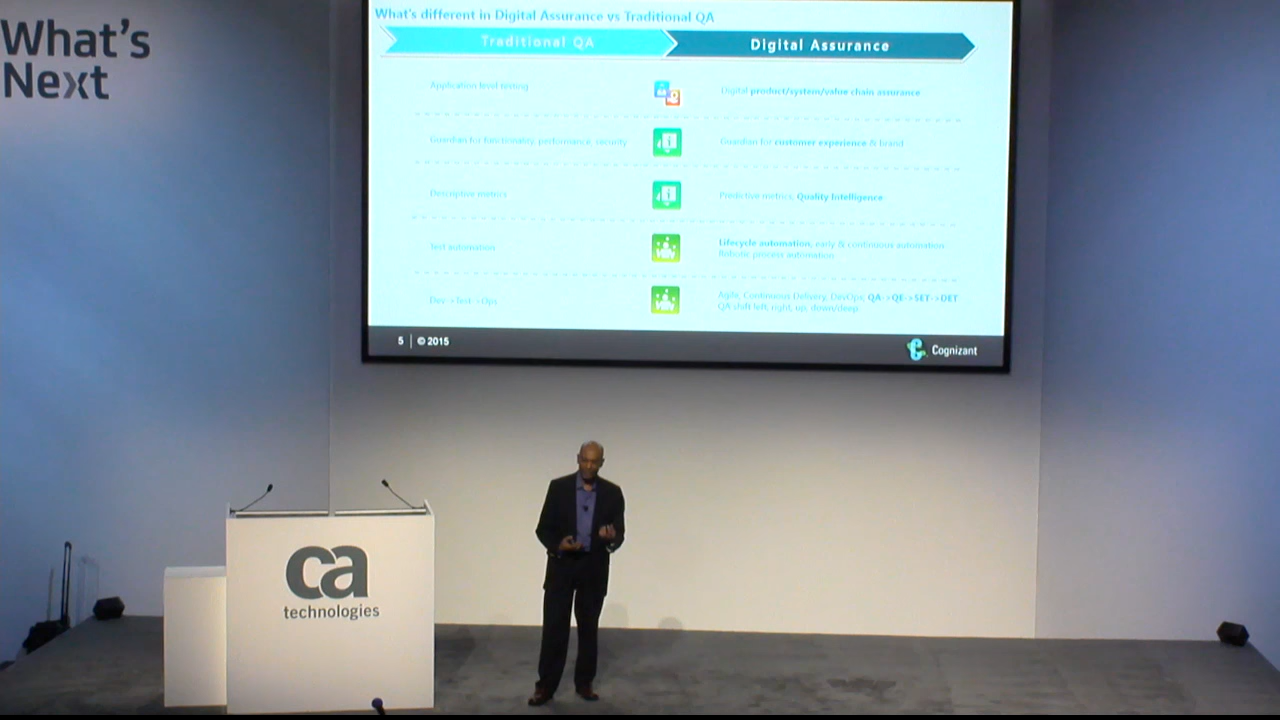 What's
Next
What's different in Digital Assurance vs Traditional QA
Traditional QA
Digital Assurance
Application level testing
Digital product/system/value chain assurance
Guardian for functionality, performance, security
Guardian for customer experience & brand
Descriptive metrics
Predictive metrics, Quality Intelligence
Test automation
Lifecycle automation, early & continuous automation
Robotic process automation
Dev->Test->Ops
Agile, Continuous Delivery, DevOps, QA->QE->SET->DET
QA shift left, right, up, down/deep
5 | © 2015
Cognizant
ca
technologies